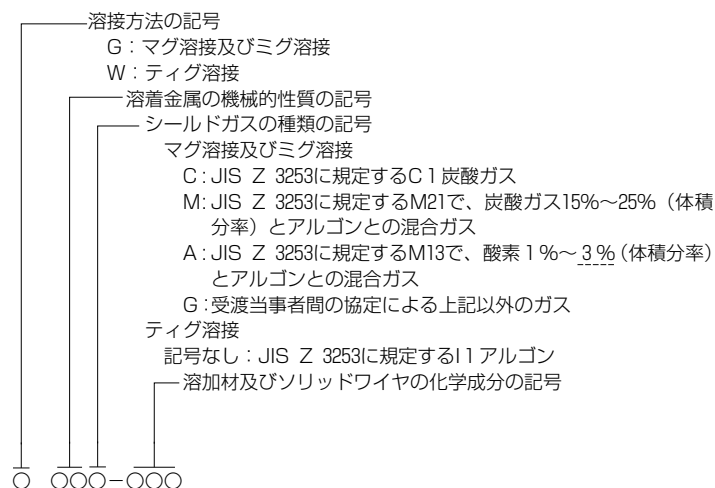 溶接方法の記号
G：マグ溶接及びミグ溶接
W：ティグ溶接
溶着金属の機械的性質の記号
シールドガスの種類の記号
マグ溶接及びミグ溶接
C：JIS Z 3253に規定するC1炭酸ガス
M：JIS Z 3253に規定するM21で、炭酸ガス15%～25%（体積
分率）とアルゴンとの混合ガス
A：JIS Z 3253に規定するM13で、酸素1%～3%（体積分率）
とアルゴンとの混合ガス
G：受渡当事者間の協定による上記以外のガス
ティグ溶接
記号なし：JIS Z 3253に規定するI1アルゴン
溶加材及びソリッドワイヤの化学成分の記号
○ ○○○－○○○